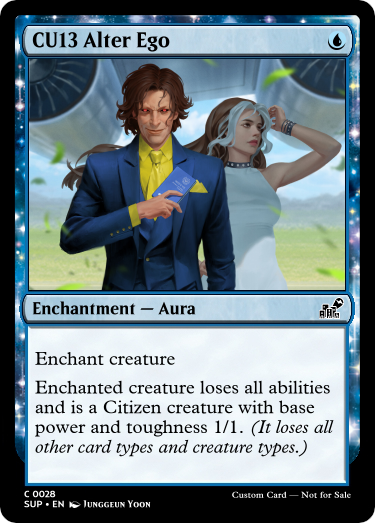 CU13 Alter Ego
Enchantment — Aura
Enchant creature
Enchanted creature loses all abilities
and is a Citizen creature with base
power and toughness 1/1. (It loses all
other card types and creature types.)
C 0028
SUP • EN Junggeun Yoon
Custom Card — Not for Sale